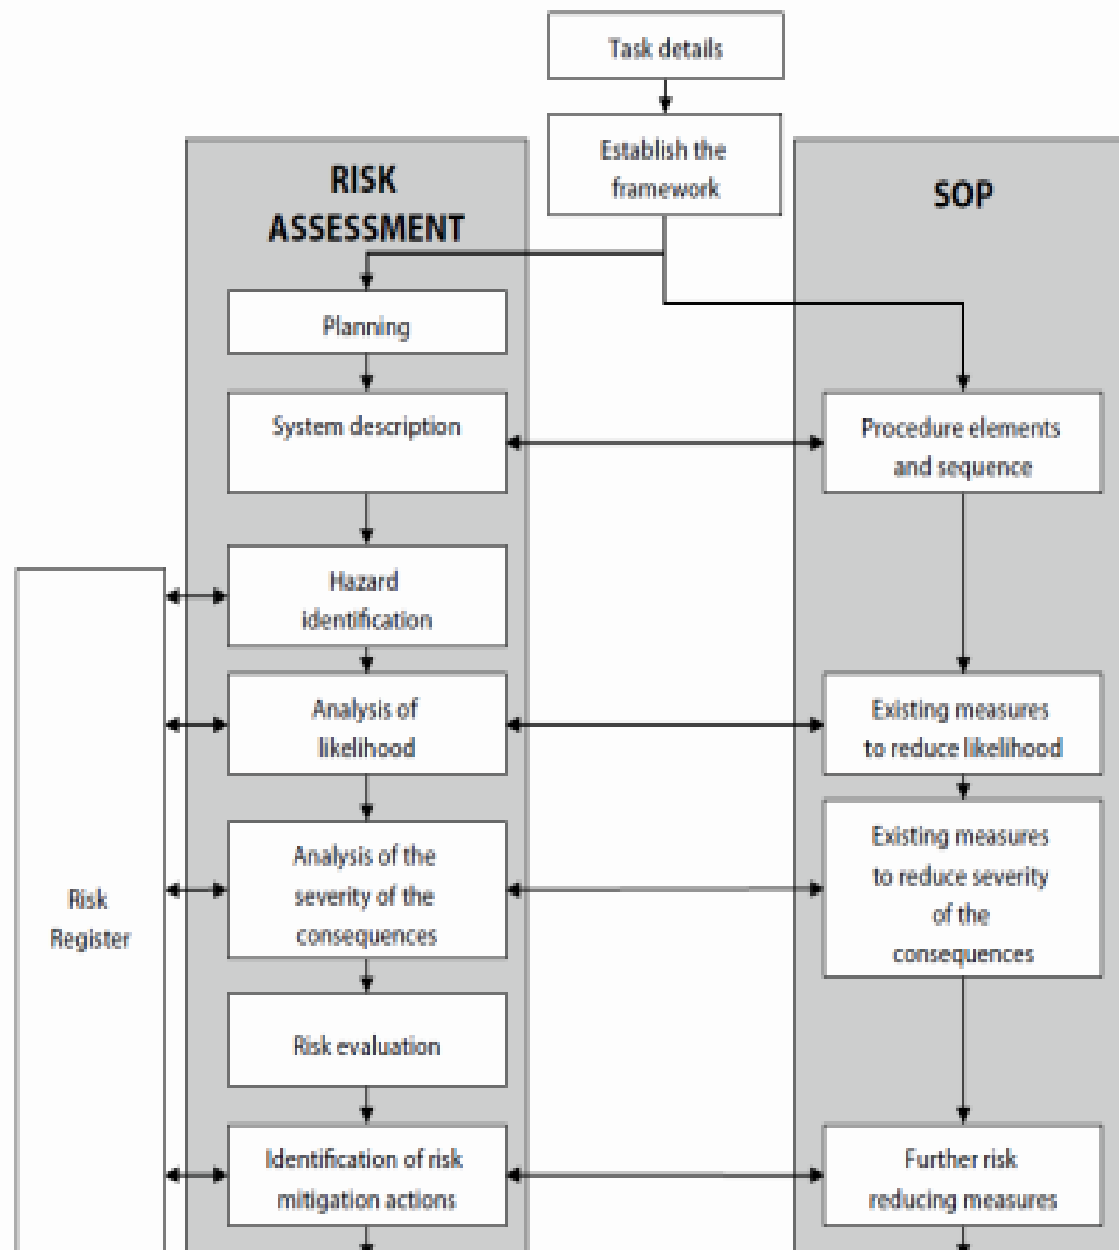 Task details
Establish the
framework
RISK
ASSESSMENT
SOP
Planning
System description
Procedure elements
and sequence
Hazard
identification
Analysis of
likelihood
Existing measures
to reduce likelihood
Analysis of the
severity of the
consequences
Existing measures
to reduce severity
of the
consequences
Risk
Register
Risk evaluation
Identification of risk
mitigation actions
Further risk
reducing measures